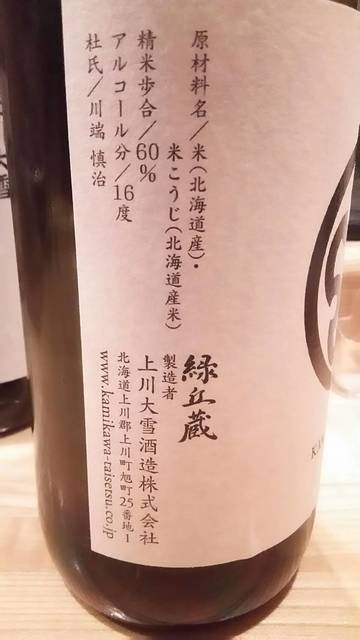 原材料名／米(北海道産)・
米こうじ(北海道産米)
精米歩合／60%
アルコール分／16度
杜氏／川端 慎治
緑丘蔵
製造者
上川大雪酒造株式会社
北海道上川郡上川町旭町25番地1
www.kamikawa-taisetsu.co.jp